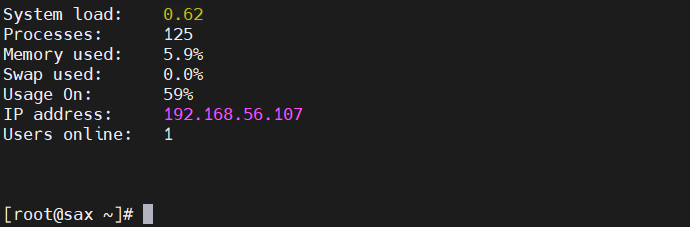 System load:   0.62
Processes:     125
Memory used:   5.9%
Swap used:     0.0%
Usage On:      59%
IP address:    192.168.56.107
Users online:  1
[root@sax ~]#